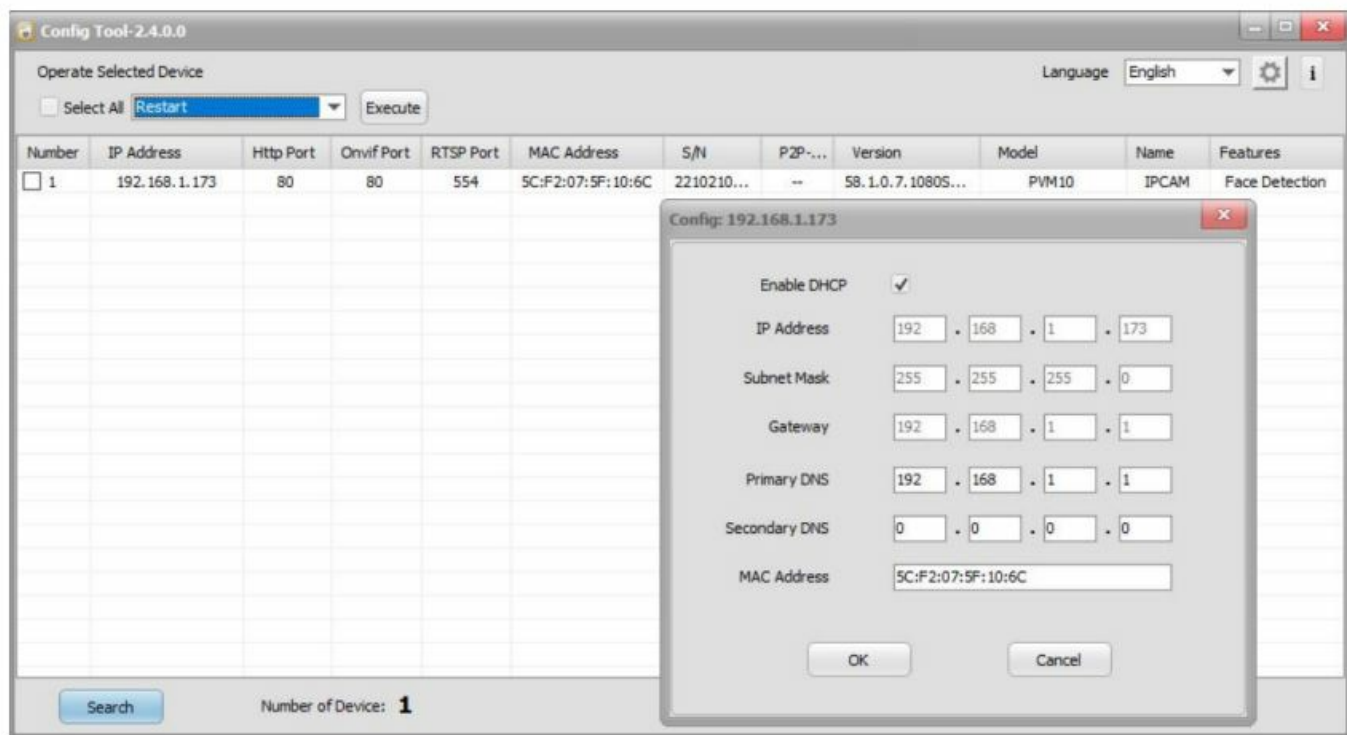 Config Tool-2.4.0.0
Operate Selected Device
Language English i
Select All Restart Execute
Number IP Address Http Port Onvif Port RTSP Port MAC Address S/N P2P-... Version Model Name Features
1 192.168.1.173 80 80 554 5C:F2:07:5F:10:6C 2210210... -- S8.1.0.7.1080S... PVM10 IPCAM Face Detection
Config: 192.168.1.173
Enable DHCP
IP Address 192 . 168 . 1 . 173
Subnet Mask 255 . 255 . 255 . 0
Gateway 192 . 168 . 1 . 1
Primary DNS 192 . 168 . 1 . 1
Secondary DNS 0 . 0 . 0 . 0
MAC Address 5C:F2:07:5F:10:6C
OK Cancel
Search Number of Device: 1